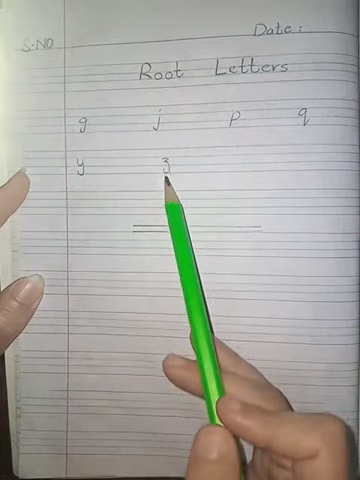 Date:
S.NO
Root Letters
g j p q
y z